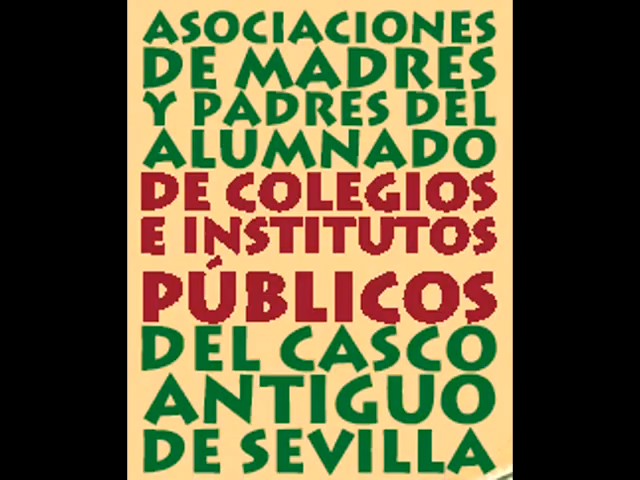 ASOCIACIONES
DE MADRES
Y PADRES DEL
ALUMNADO
DE COLEGIOS
E INSTITUTOS
PÚBLICOS
DEL CASCO
ANTIGUO
DE SEVILLA